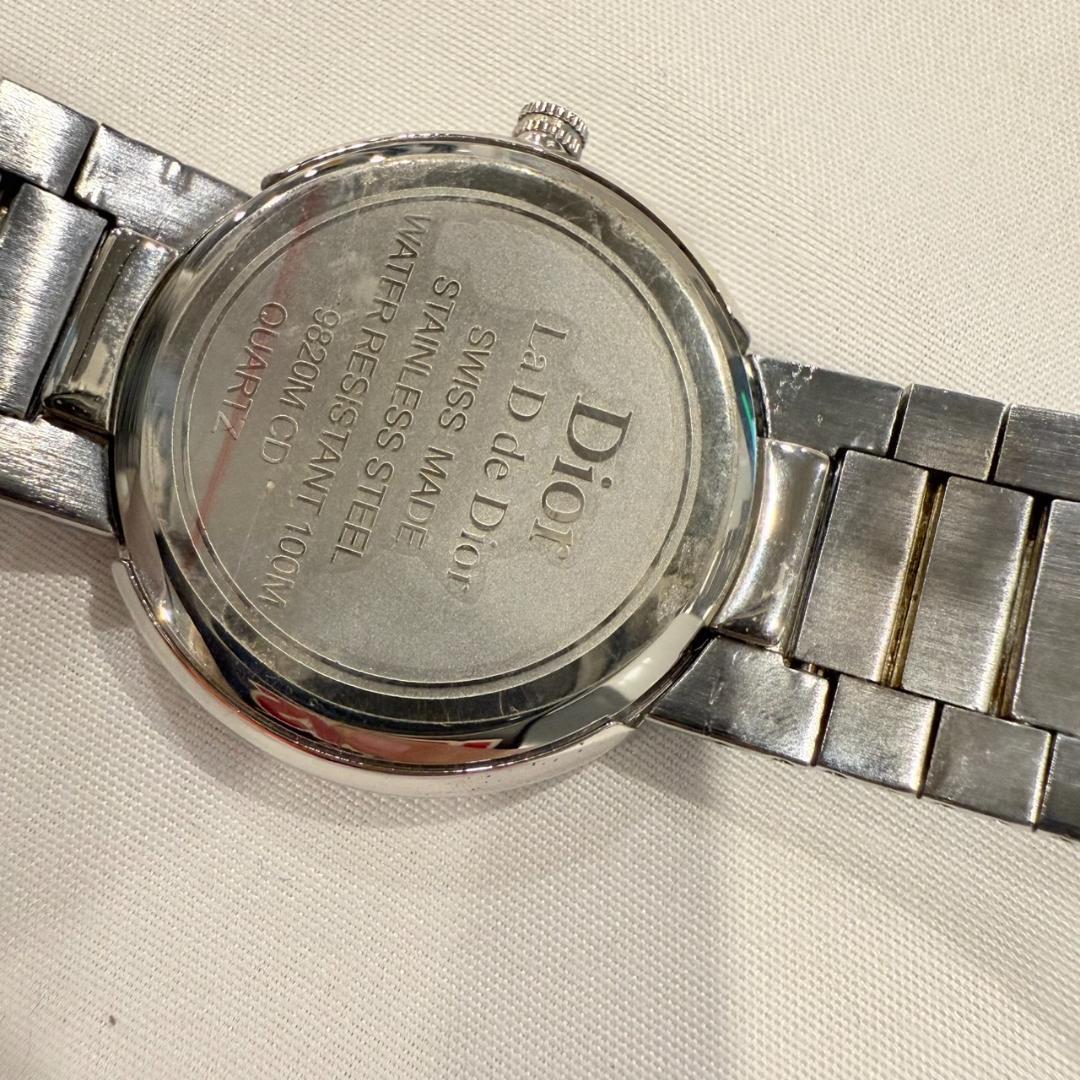 Dior
La D de Dior
SWISS MADE
STAINLESS STEEL
WATER RESISTANT 100M
9820M CD
QUARTZ